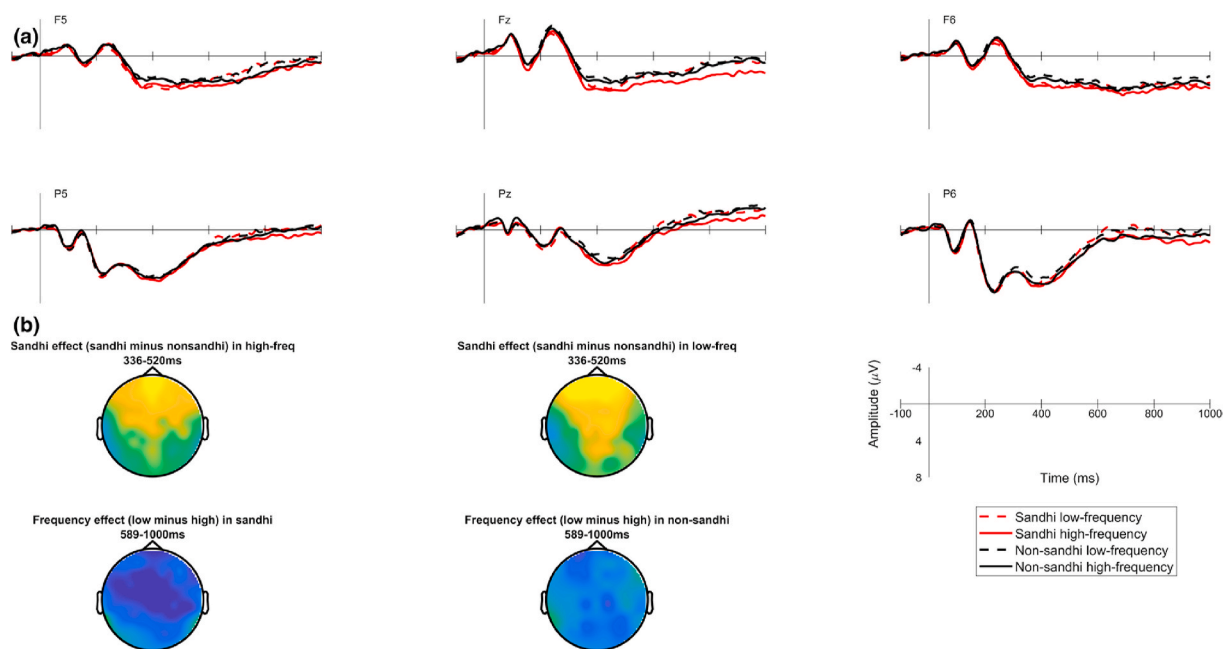 (a)
F5
Fz
F6
P5
Pz
P6
(b)
Sandhi effect (sandhi minus nonsandhi) in high-freq
336-520ms
Sandhi effect (sandhi minus nonsandhi) in low-freq
336-520ms
Frequency effect (low minus high) in sandhi
589-1000ms
Frequency effect (low minus high) in non-sandhi
589-1000ms
Amplitude (μV)
-4
4
8
-100
200
400
600
800
1000
Time (ms)
Sandhi low-frequency
Sandhi high-frequency
Non-sandhi low-frequency
Non-sandhi high-frequency